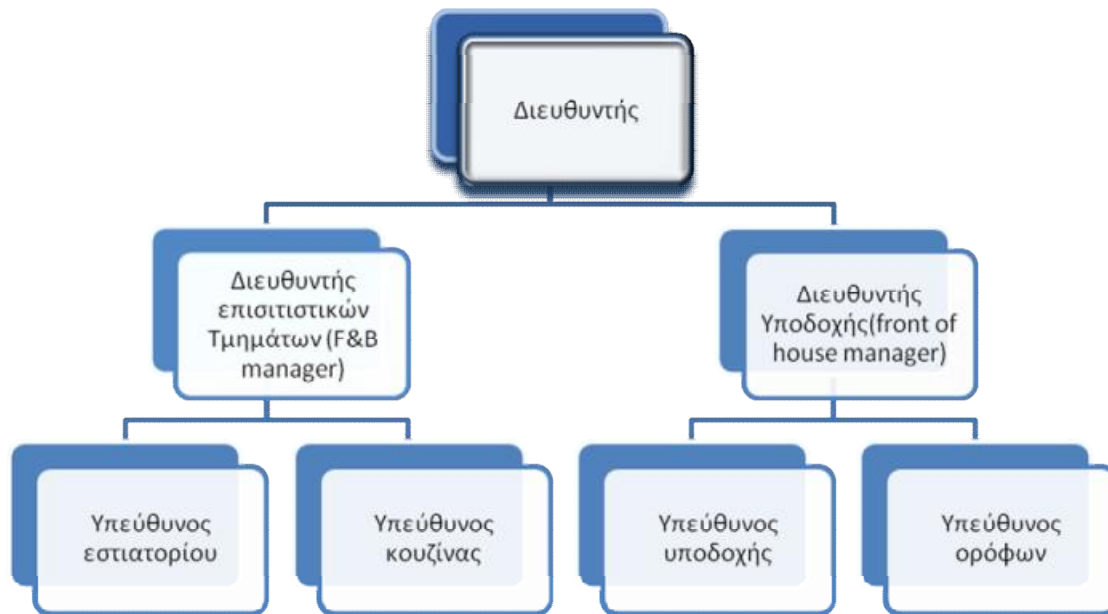 Διευθυντής
Διευθυντής
επισιτιστικών
Τμημάτων (F&B
manager)
Διευθυντής
Υποδοχής(front of
house manager)
Υπεύθυνος
εστιατορίου
Υπεύθυνος
κουζίνας
Υπεύθυνος
υποδοχής
Υπεύθυνος
ορόφων